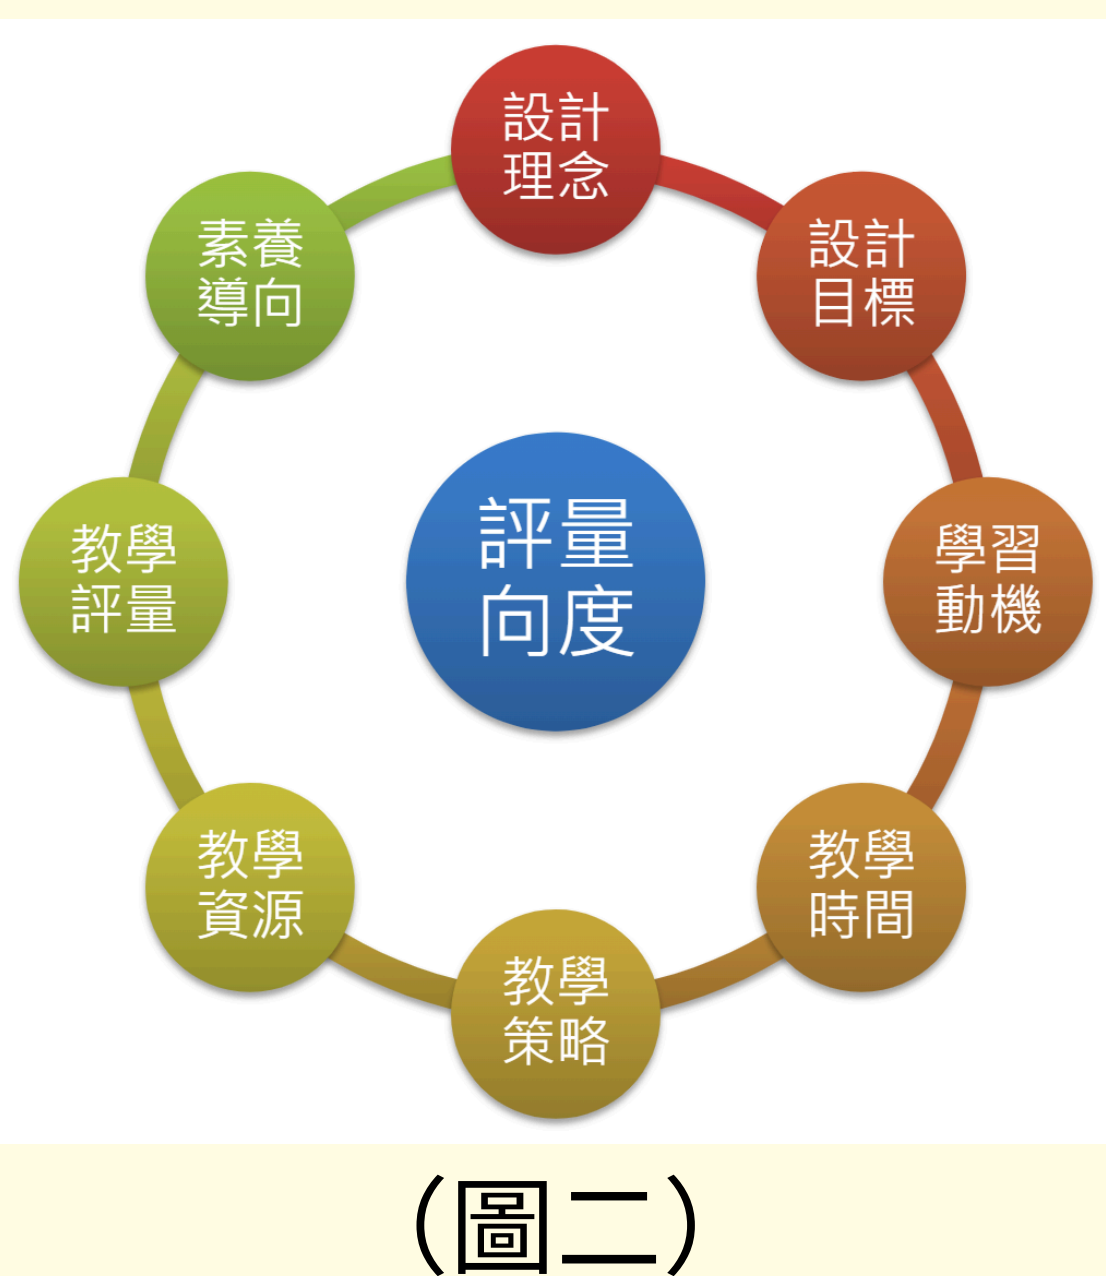 設計
理念
設計
目標
學習
動機
教學
時間
教學
策略
教學
資源
教學
評量
素養
導向
評量
向度
（圖二）